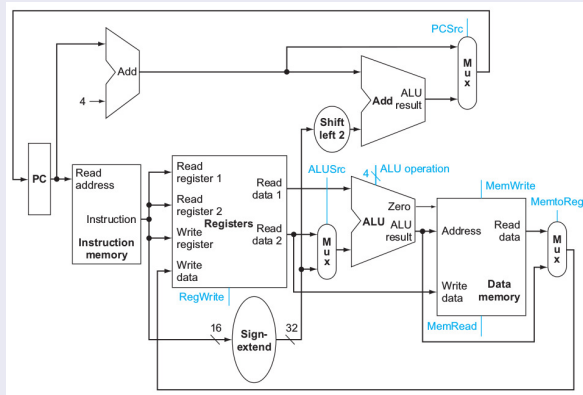 PCSrc
Add
4
M
u
x
ALU
Add result
Shift
left 2
PC
Read
address
Instruction
Instruction
memory
Read
register 1
Read
register 2
Write
register
Write
data
Registers
Read
data 1
Read
data 2
RegWrite
ALUSrc
M
u
x
4 ALU operation
Zero
ALU ALU
result
MemWrite
Address
Read
data
Write
data
Data
memory
MemRead
MemtoReg
M
u
x
16
Sign-
extend
32